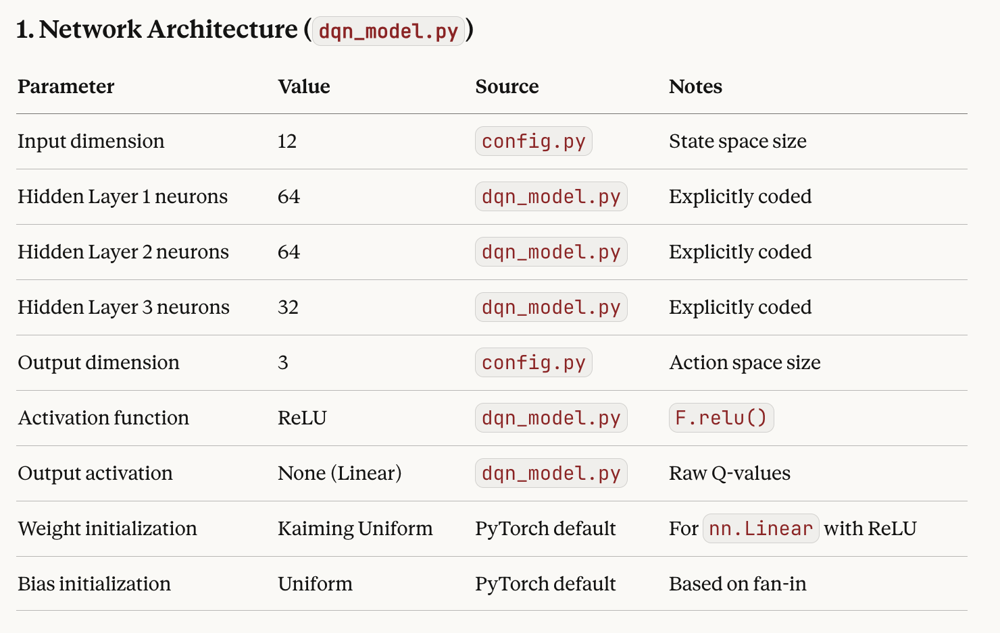 1. Network Architecture (dqn_model.py)
Parameter Value Source Notes
Input dimension 12 config.py State space size
Hidden Layer 1 neurons 64 dqn_model.py Explicitly coded
Hidden Layer 2 neurons 64 dqn_model.py Explicitly coded
Hidden Layer 3 neurons 32 dqn_model.py Explicitly coded
Output dimension 3 config.py Action space size
Activation function ReLU dqn_model.py F.relu()
Output activation None (Linear) dqn_model.py Raw Q-values
Weight initialization Kaiming Uniform PyTorch default For nn.Linear with ReLU
Bias initialization Uniform PyTorch default Based on fan-in